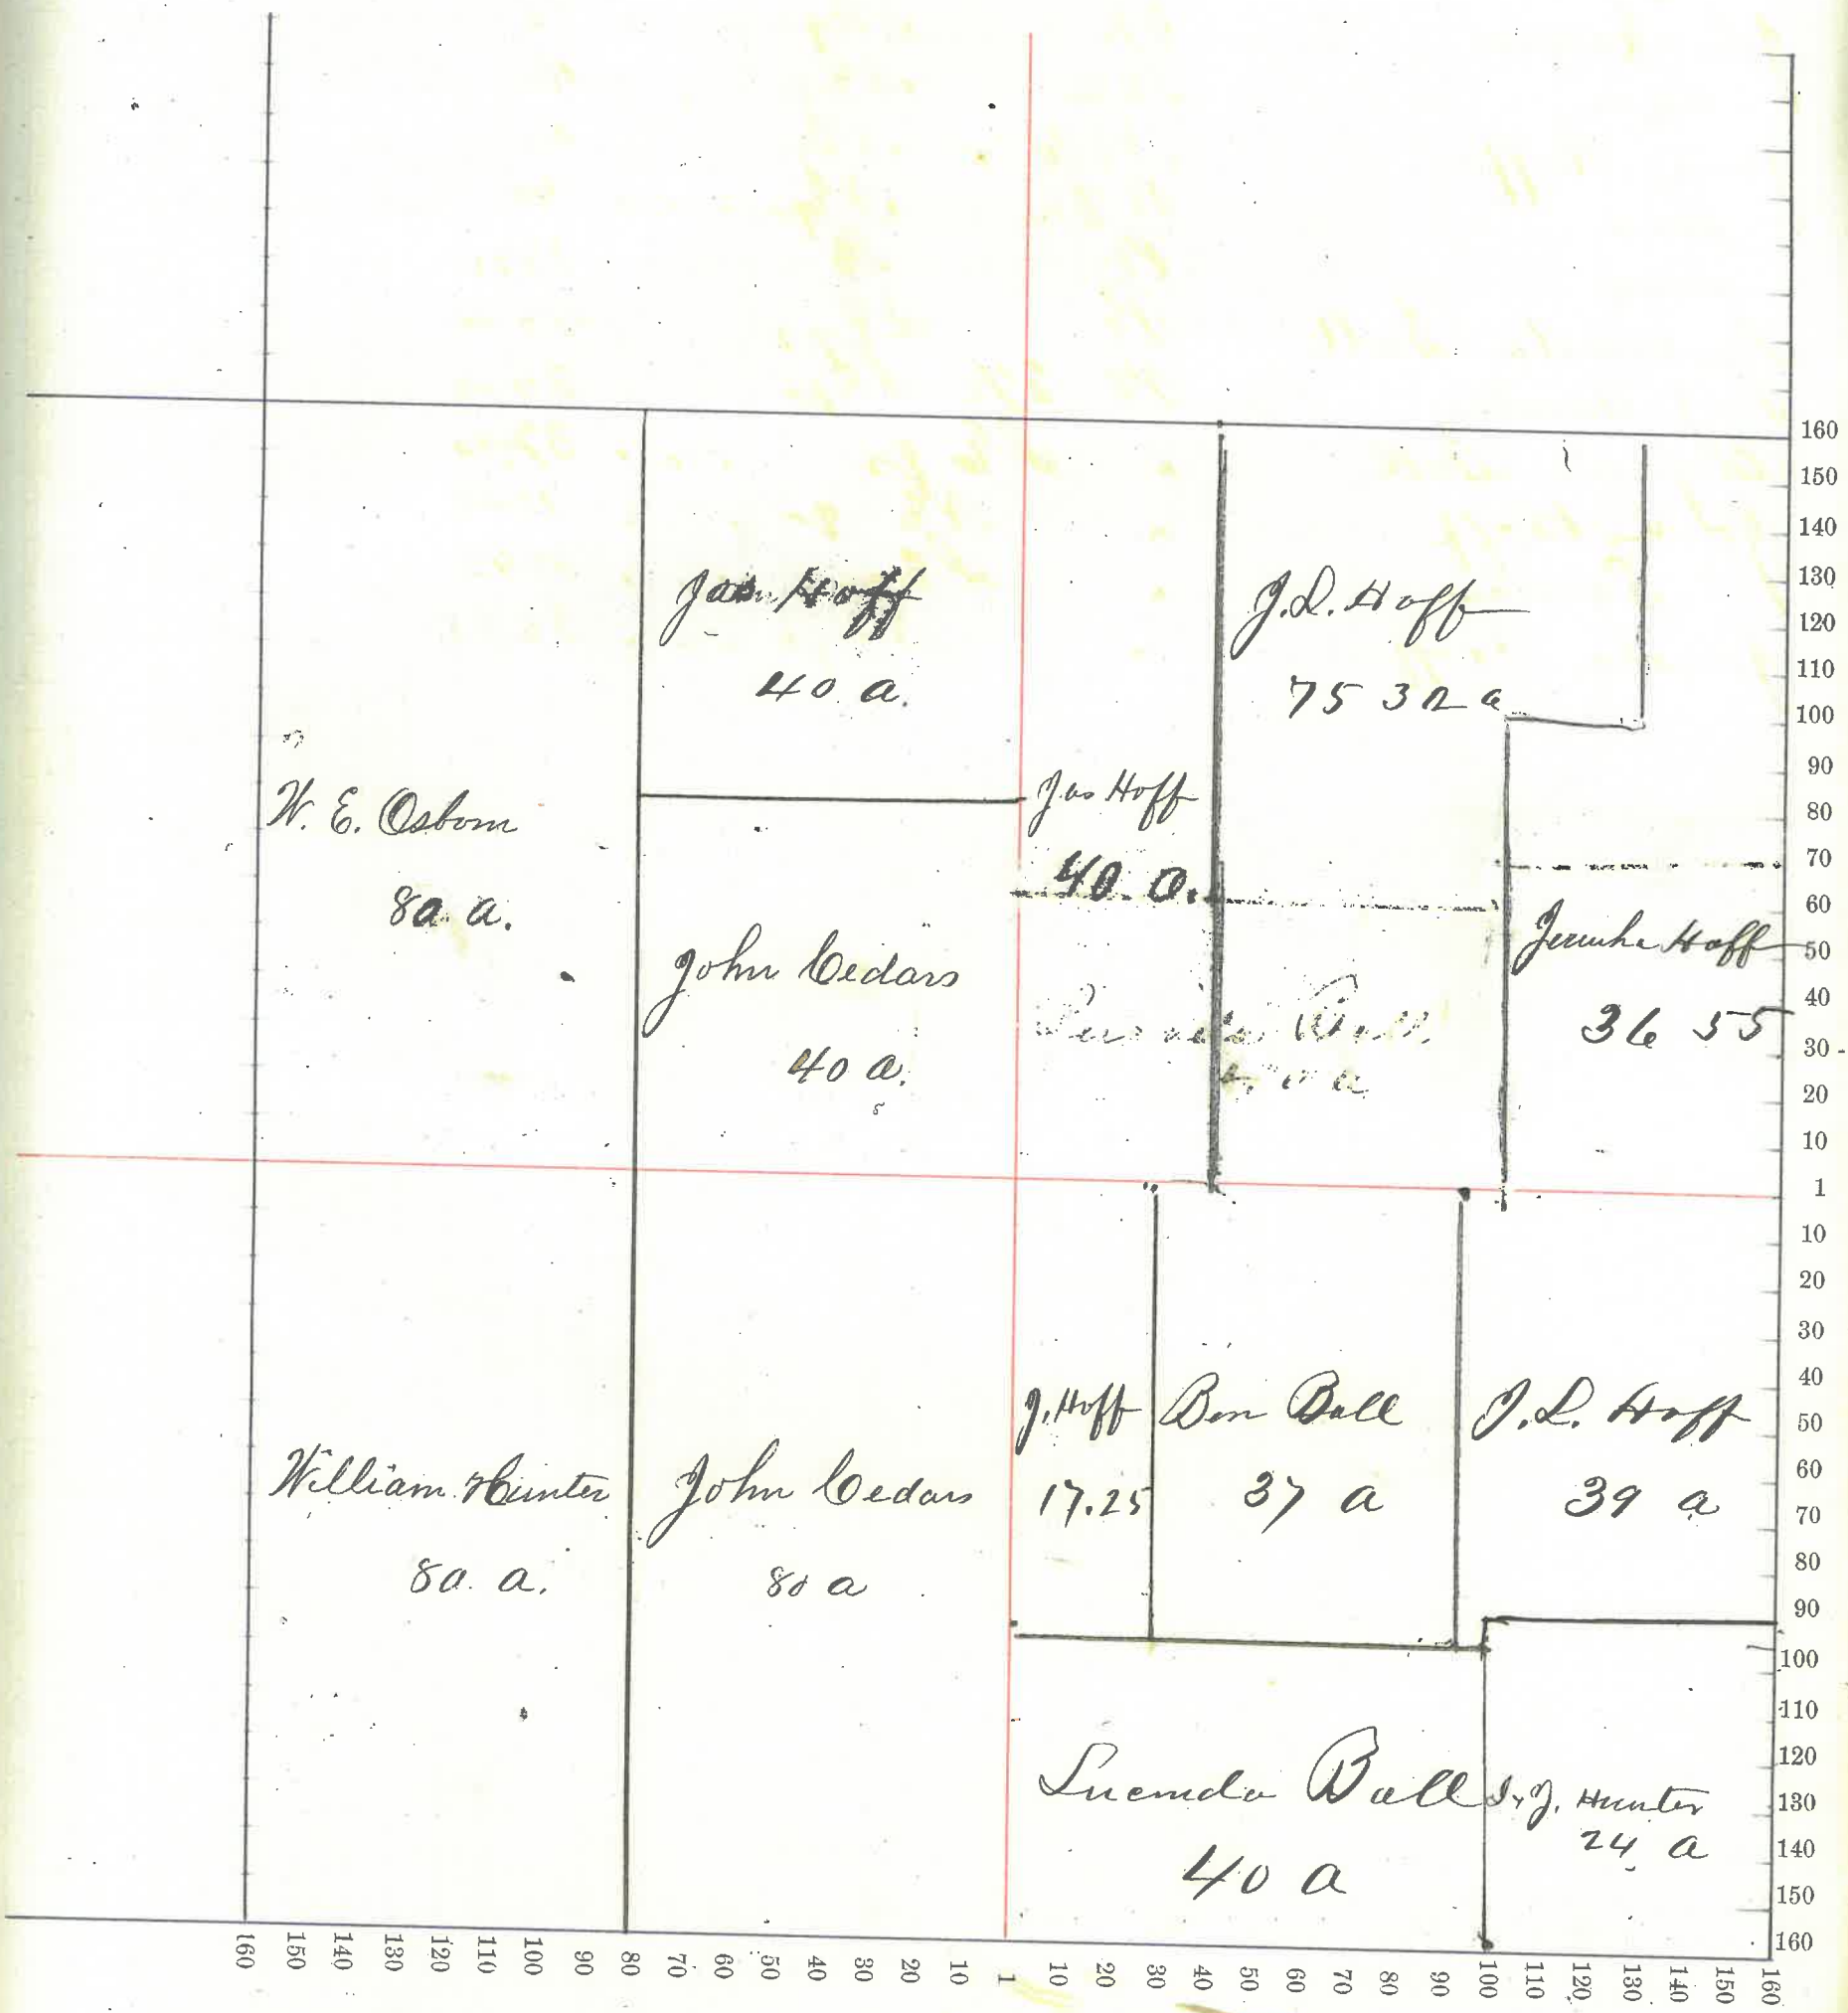 Jas Hoff
40 a.
W. E. Osborn
80 a.
John Cedars
40 a.
Jas Hoff
40 a.
J.L. Hoff
75 32 a
Hoff
36 55
William Hunter
80 a.
John Cedars
80 a
J. Hoff
17.25
Ben Ball
37 a
J.L. Hoff
39 a
Lucinda Ball
40 a
J. Hunter
24 a
160
150
140
130
120
110
100
90
80
70
60
50
40
30
20
10
1
10
20
30
40
50
60
70
80
90
100
110
120
130
140
150
160
160 150 140 130 120 110 100 90 80 70 60 50 40 30 20 10 1 10 20 30 40 50 60 70 80 90 100 110 120 130 140 150 160